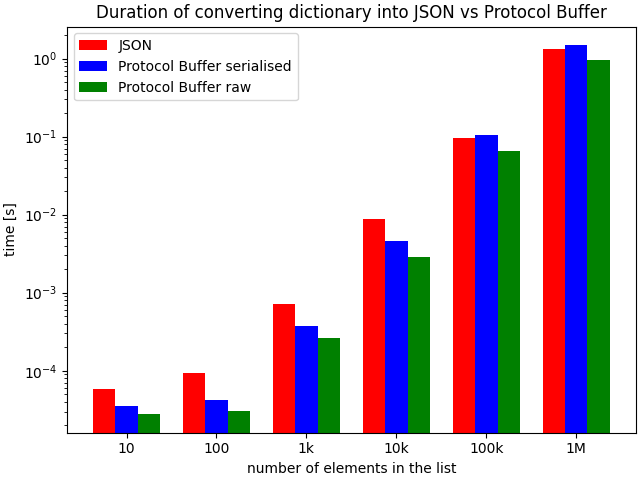 Duration of converting dictionary into JSON vs Protocol Buffer
JSON
Protocol Buffer serialised
Protocol Buffer raw
time [s]
10⁰
10⁻¹
10⁻²
10⁻³
10⁻⁴
10 100 1k 10k 100k 1M
number of elements in the list